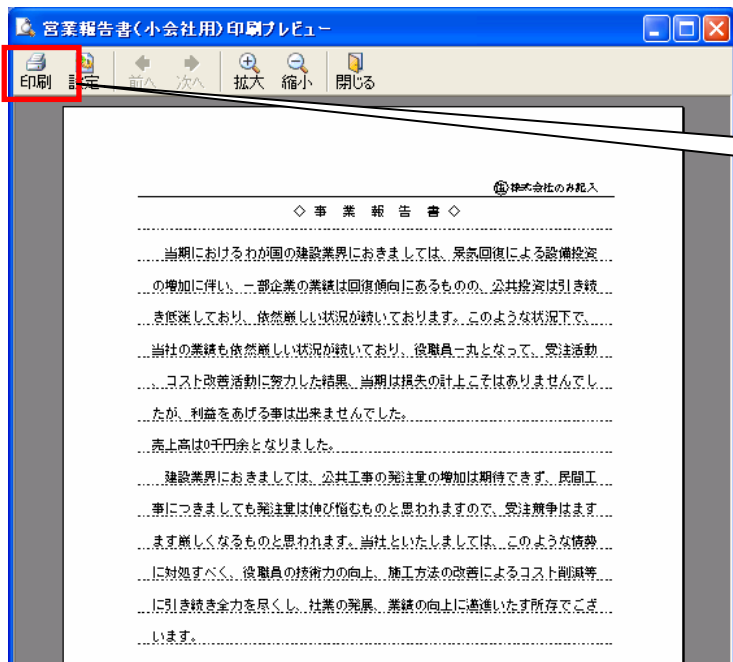 営業報告書(小会社用)印刷プレビュー
印刷 設定 前へ 次へ 拡大 縮小 閉じる
株式会社のみ記入
◇事業報告書◇
当期におけるわが国の建設業界におきましては、景気回復による設備投資
の増加に伴い、一部企業の業績は回復傾向にあるものの、公共投資は引き続
き低迷しており、依然厳しい状況が続いております。このような状況下で、
当社の業績も依然厳しい状況が続いており、役職員一丸となって、受注活動
、コスト改善活動に努力した結果、当期は損失の計上こそはありませんでし
たが、利益をあげる事は出来ませんでした。
売上高は0千円余となりました。
建設業界におきましては、公共工事の発注量の増加は期待できず、民間工
事につきましても発注量は伸び悩むものと思われますので、受注競争はます
ます厳しくなるものと思われます。当社といたしましては、このような情勢
に対処すべく、役職員の技術力の向上、施工方法の改善によるコスト削減等
に引き続き全力を尽くし、社業の発展、業績の向上に邁進いたす所存でござ
います。